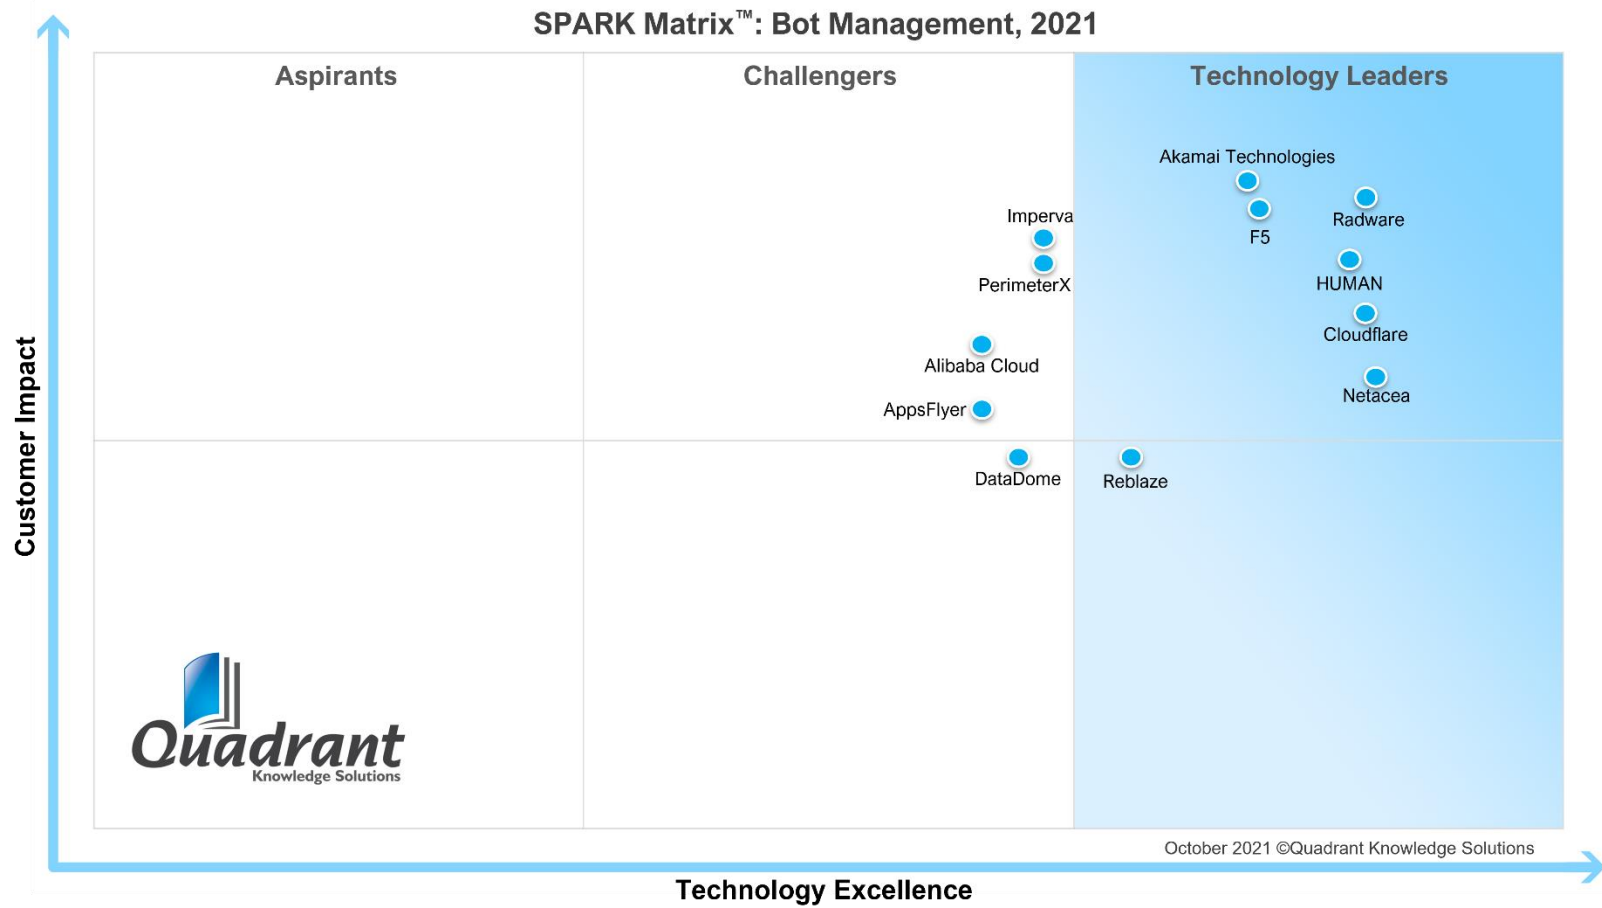 SPARK Matrix™: Bot Management, 2021
Aspirants
Challengers
Technology Leaders
Akamai Technologies
Imperva
Radware
F5
PerimeterX
HUMAN
Cloudflare
Alibaba Cloud
Netacea
AppsFlyer
DataDome
Reblaze
Customer Impact
Quadrant
Knowledge Solutions
October 2021 ©Quadrant Knowledge Solutions
Technology Excellence